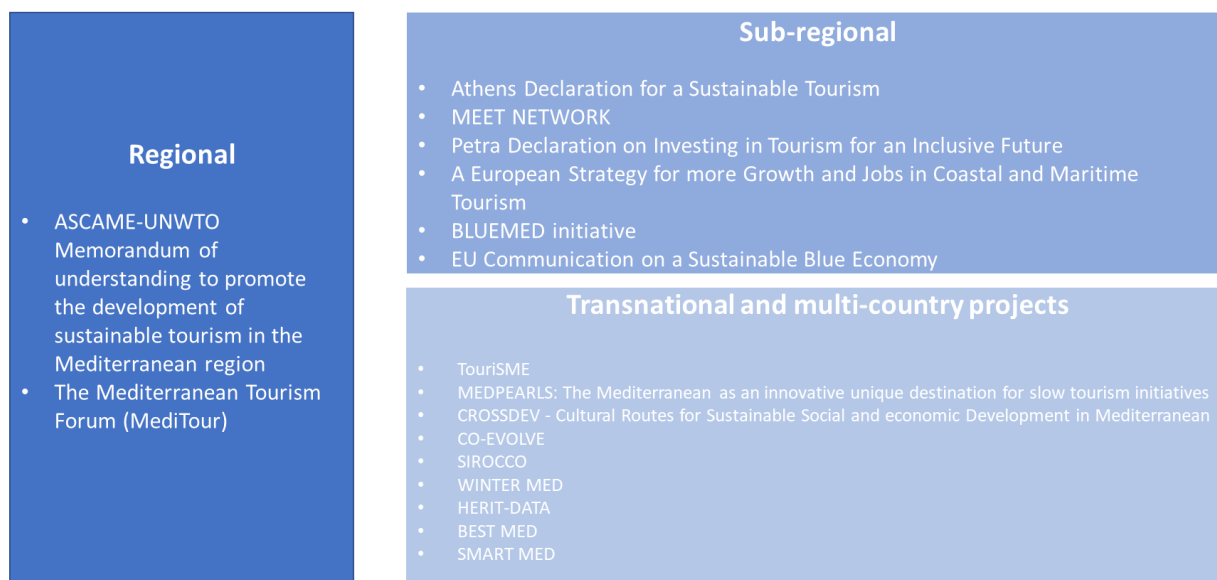 Regional
• ASCAME-UNWTO
Memorandum of
understanding to promote
the development of
sustainable tourism in the
Mediterranean region
• The Mediterranean Tourism
Forum (MediTour)
Sub-regional
• Athens Declaration for a Sustainable Tourism
• MEET NETWORK
• Petra Declaration on Investing in Tourism for an Inclusive Future
• A European Strategy for more Growth and Jobs in Coastal and Maritime
Tourism
• BLUEMED initiative
• EU Communication on a Sustainable Blue Economy
Transnational and multi-country projects
• TouriSME
• MEDPEARLS: The Mediterranean as an innovative unique destination for slow tourism initiatives
• CROSSDEV - Cultural Routes for Sustainable Social and economic Development in Mediterranean
• CO-EVOLVE
• SIROCCO
• WINTER MED
• HERIT-DATA
• BEST MED
• SMART MED